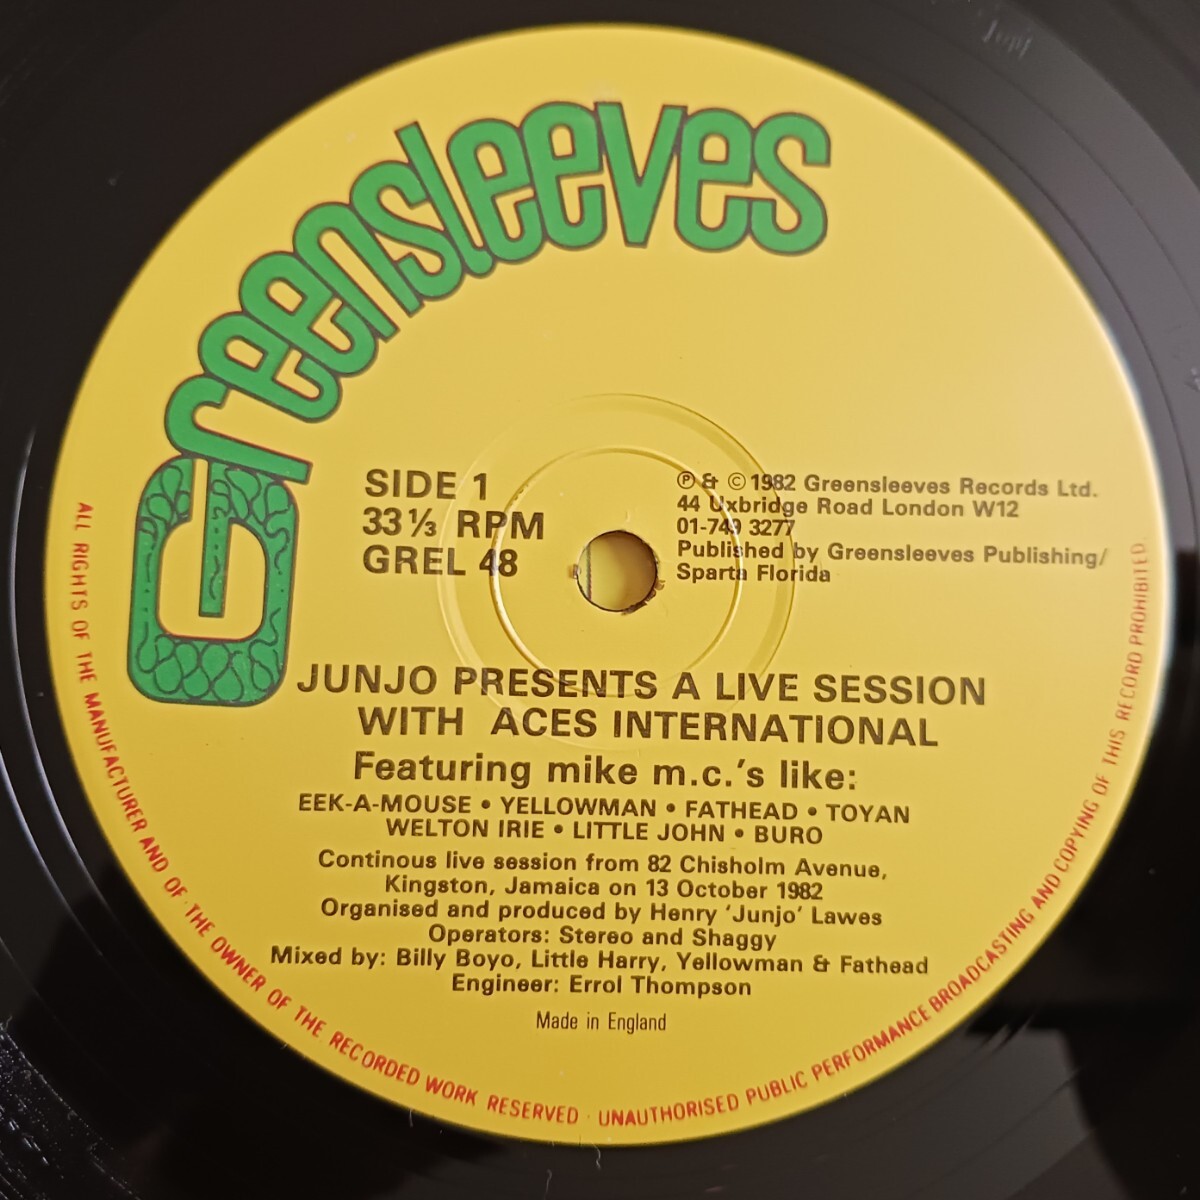 Greensleeves
SIDE 1
33⅓ RPM
GREL 48
℗ & © 1982 Greensleeves Records Ltd.
44 Uxbridge Road London W12
01-749 3277
Published by Greensleeves Publishing/
Sparta Florida
JUNJO PRESENTS A LIVE SESSION
WITH ACES INTERNATIONAL
Featuring mike m.c.'s like:
EEK-A-MOUSE • YELLOWMAN • FATHEAD • TOYAN
WELTON IRIE • LITTLE JOHN • BURO
Continous live session from 82 Chisholm Avenue,
Kingston, Jamaica on 13 October 1982
Organised and produced by Henry 'Junjo' Lawes
Operators: Stereo and Shaggy
Mixed by: Billy Boyo, Little Harry, Yellowman & Fathead
Engineer: Errol Thompson
Made in England
ALL RIGHTS OF THE MANUFACTURER AND OF THE OWNER OF THE RECORDED WORK RESERVED · UNAUTHORISED PUBLIC PERFORMANCE BROADCASTING AND COPYING OF THIS RECORD PROHIBITED.